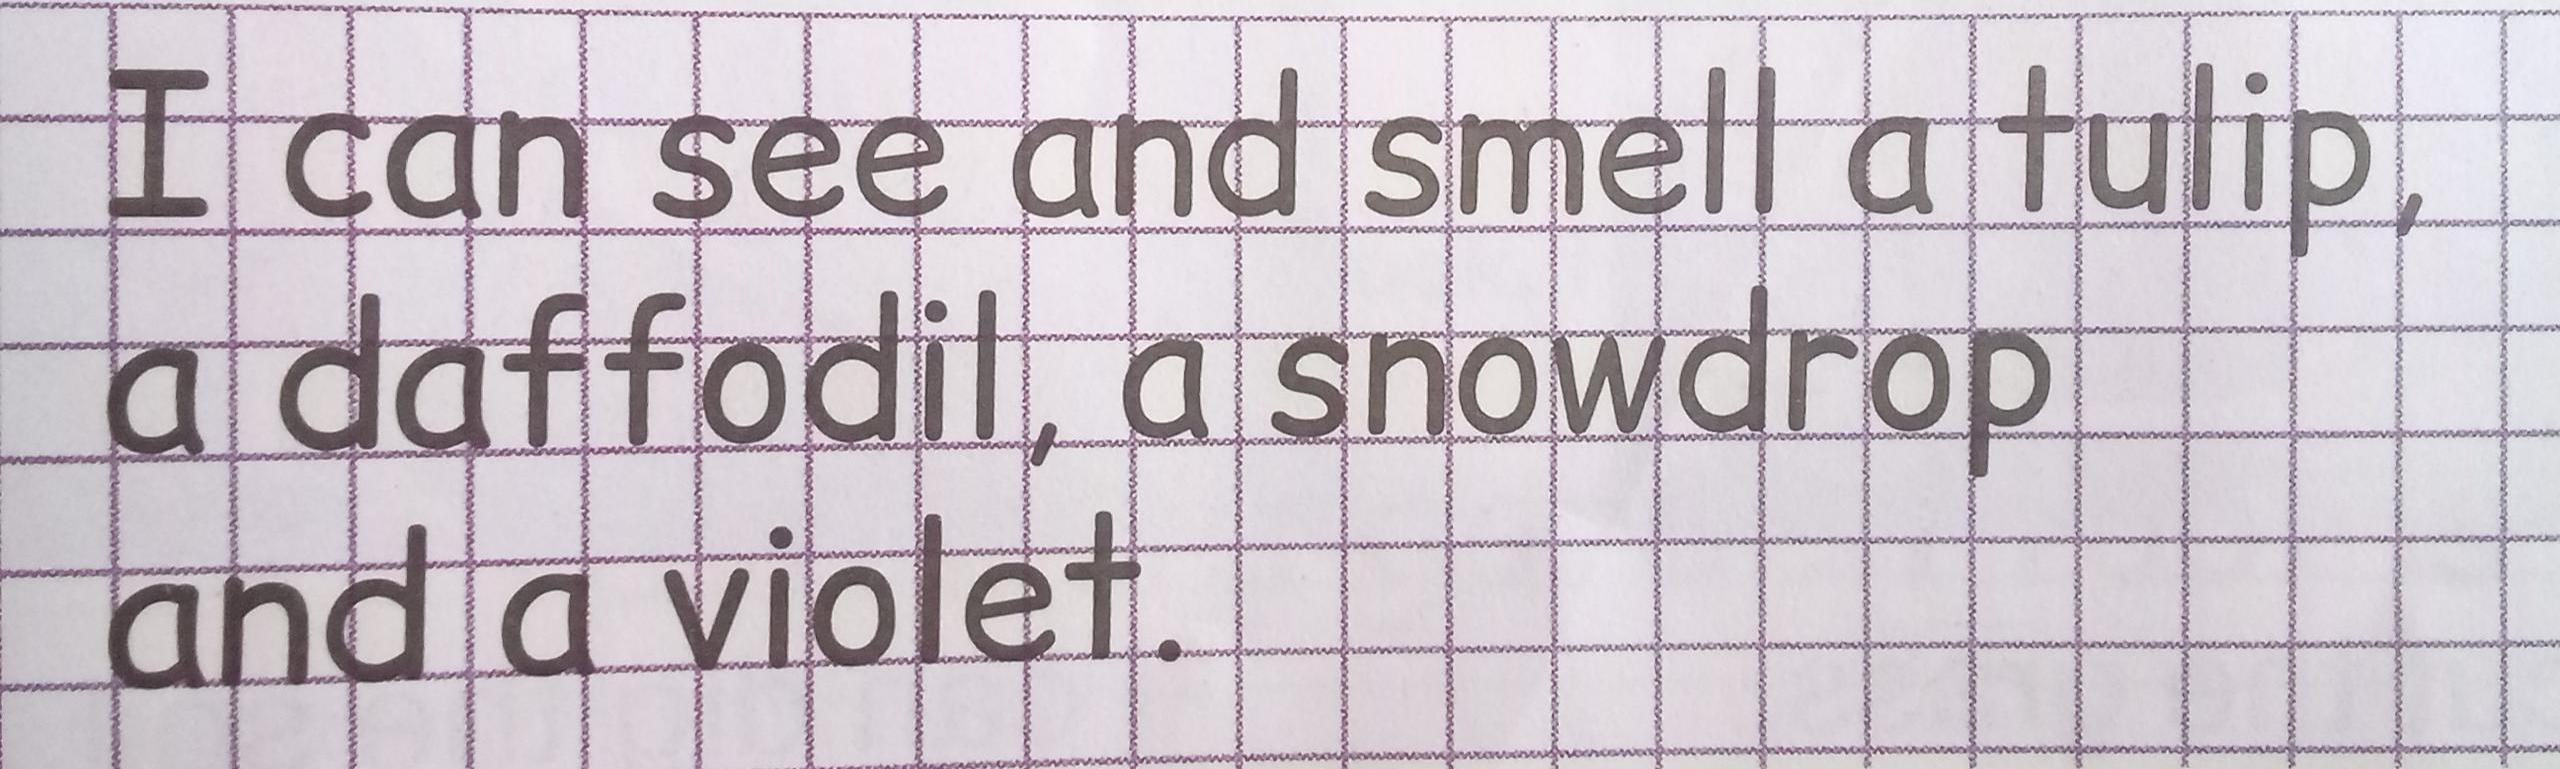 I can see and smell a tulip,
a daffodil, a snowdrop
and a violet.